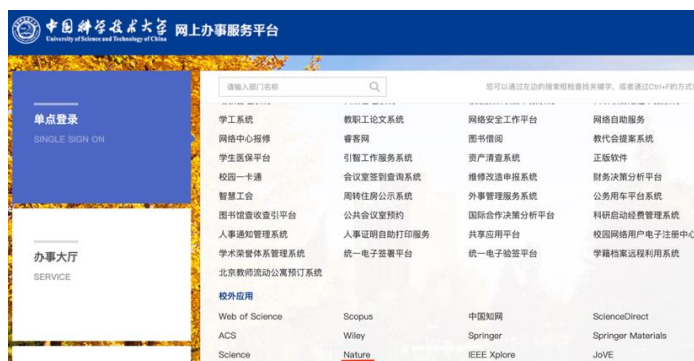 中国科学技术大学 网上办事服务平台
University of Science and Technology of China
请输入部门名称
您可以通过左边的搜索框检查找关键字，或者通过Ctrl+F的方式
单点登录
SINGLE SIGN ON
学工系统 教职工论文系统 网络安全工作平台 网络自助服务
网络中心报修 睿客网 图书借阅 教代会提案系统
学生医保平台 引智工作服务系统 资产清查系统 正版软件
校园一卡通 会议室签到查询系统 维修改造申报系统 财务决策分析平台
智慧工会 周转住房公示系统 外事管理服务系统 公务用车平台系统
图书馆查收查引平台 公共会议室预约 国际合作决策分析平台 科研启动经费管理系统
人事通知管理系统 人事证明自助打印服务 共享应用平台 校园网络用户电子注册中心
学术荣誉体系管理系统 统一电子签署平台 统一电子验签平台 学籍档案远程利用系统
北京教师流动公寓预订系统
办事大厅
SERVICE
校外应用
Web of Science Scopus 中国知网 ScienceDirect
ACS Wiley Springer Springer Materials
Science Nature IEEE Xplore JoVE